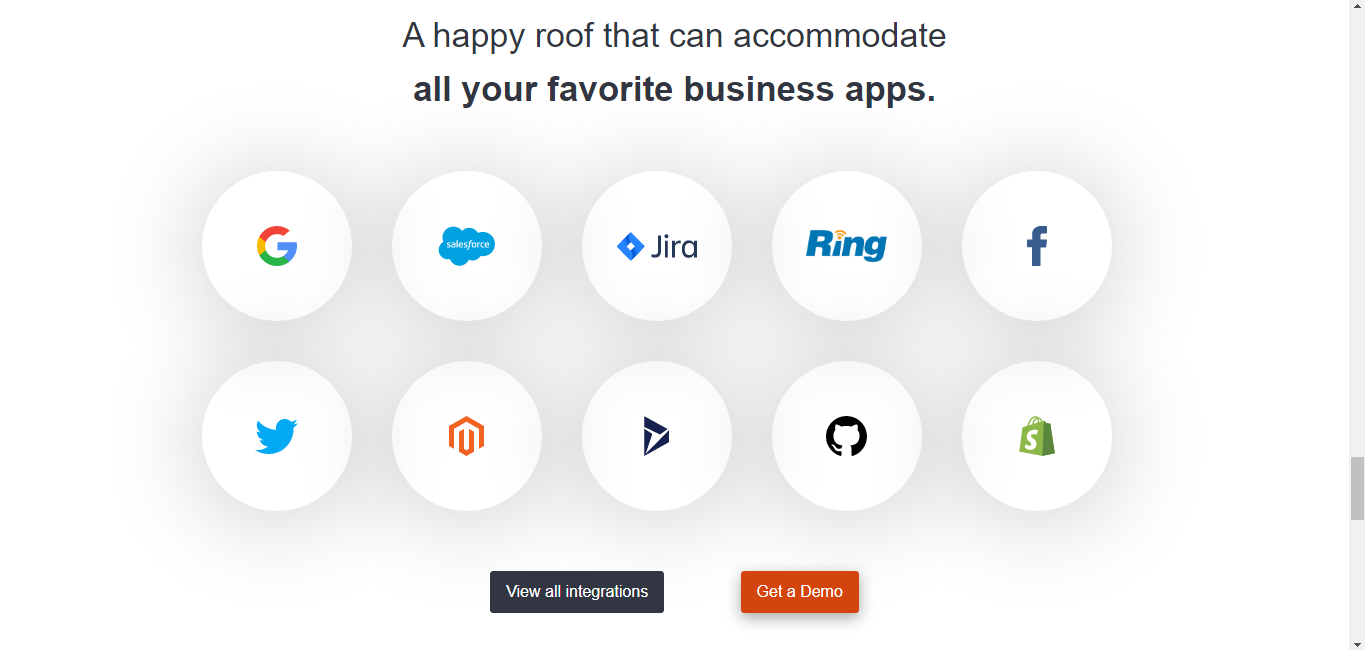 A happy roof that can accommodate
all your favorite business apps.
salesforce
Jira
Ring
View all integrations
Get a Demo